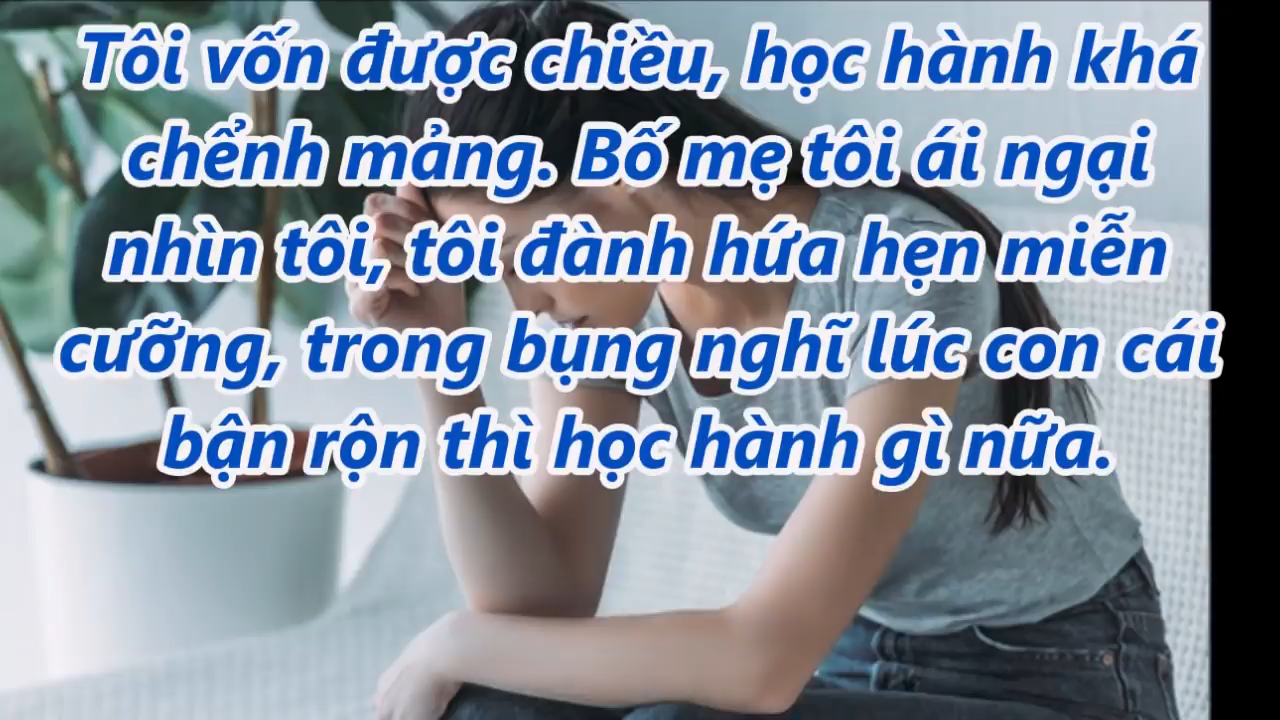 Tôi vốn được chiều, học hành khá
chểnh mảng. Bố mẹ tôi ái ngại
nhìn tôi, tôi đành hứa hẹn miễn
cưỡng, trong bụng nghĩ lúc con cái
bận rộn thì học hành gì nữa.